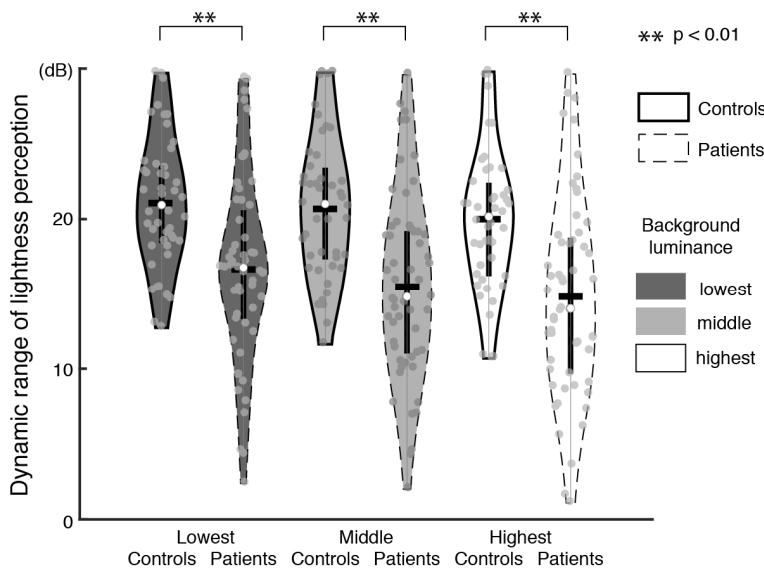 ** ** **
** p < 0.01
(dB)
Controls
Patients
Dynamic range of lightness perception
20
10
0
Background
luminance
lowest
middle
highest
Lowest Middle Highest
Controls Patients Controls Patients Controls Patients